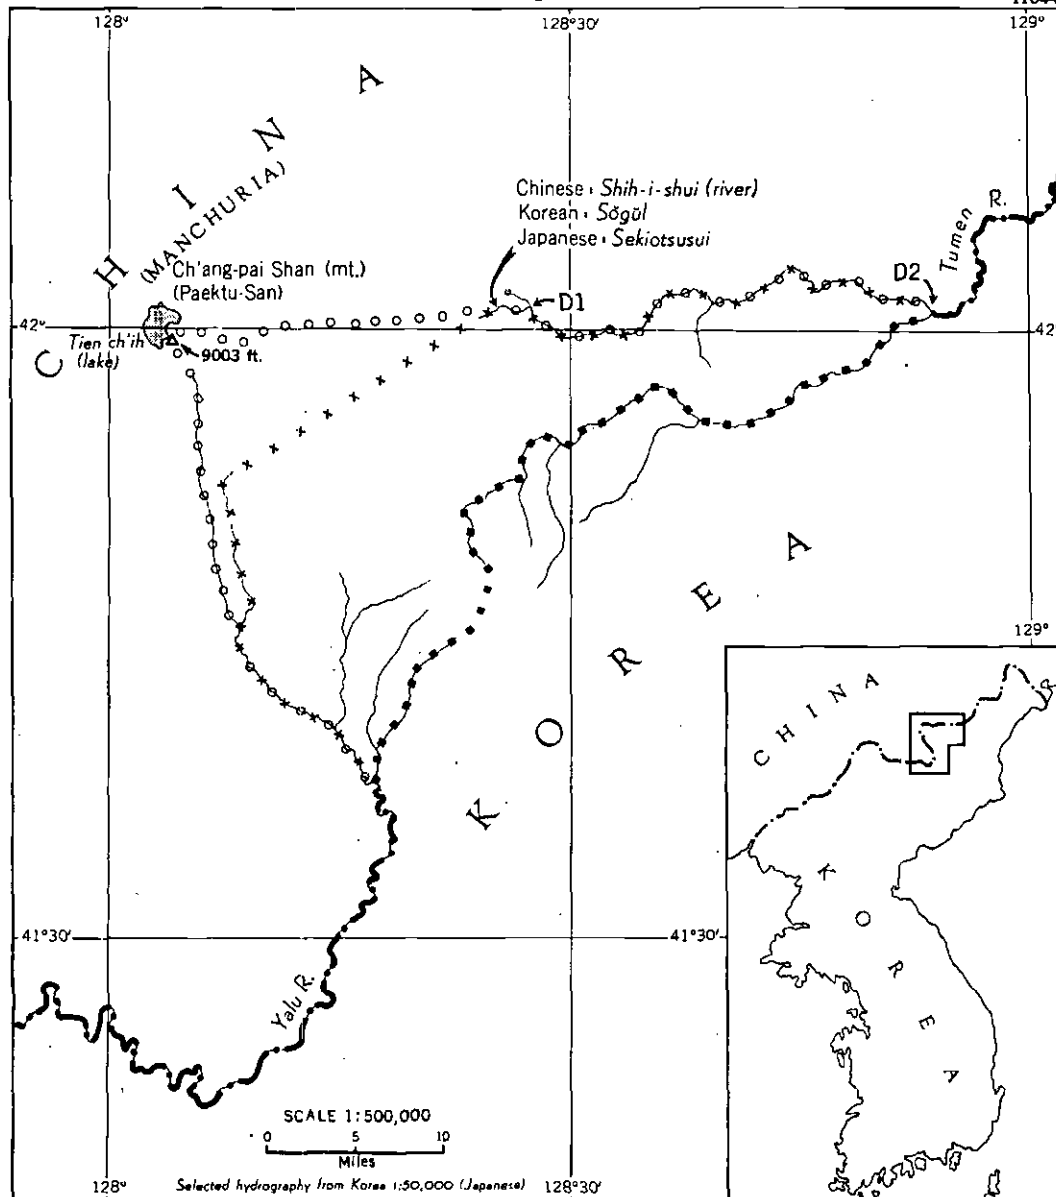 128°
128°30'
129°
CHINA
(MANCHURIA)
Chinese: Shih-i-shui (river)
Korean: Sŏgŭl
Japanese: Sekiotsusui
Tumen R.
Ch'ang-pai Shan (mt.)
(Paektu-San)
D1
D2
42°
42°
Tien ch'ih
(lake)
9003 ft.
KOREA
129°
CHINA
R.
KOREA
41°30'
41°30'
Yalu R.
SCALE 1:500,000
0 5 10
Miles
128°
Selected hydrography from Korea 1:50,000 (Japanese)
128°30'